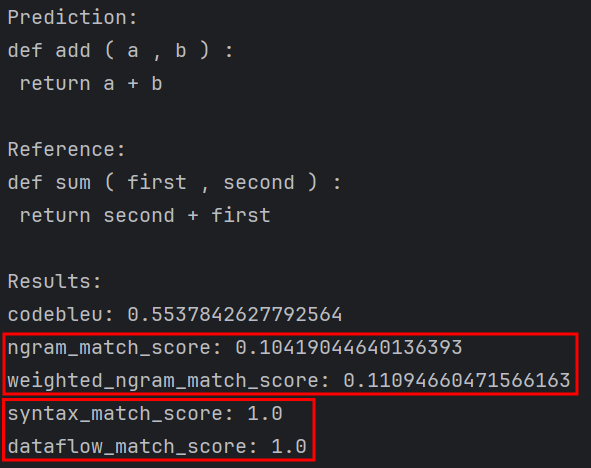 Prediction:
def add ( a , b ) :
 return a + b

Reference:
def sum ( first , second ) :
 return second + first

Results:
codebleu: 0.5537842627792564
ngram_match_score: 0.10419044640136393
weighted_ngram_match_score: 0.11094660471566163
syntax_match_score: 1.0
dataflow_match_score: 1.0